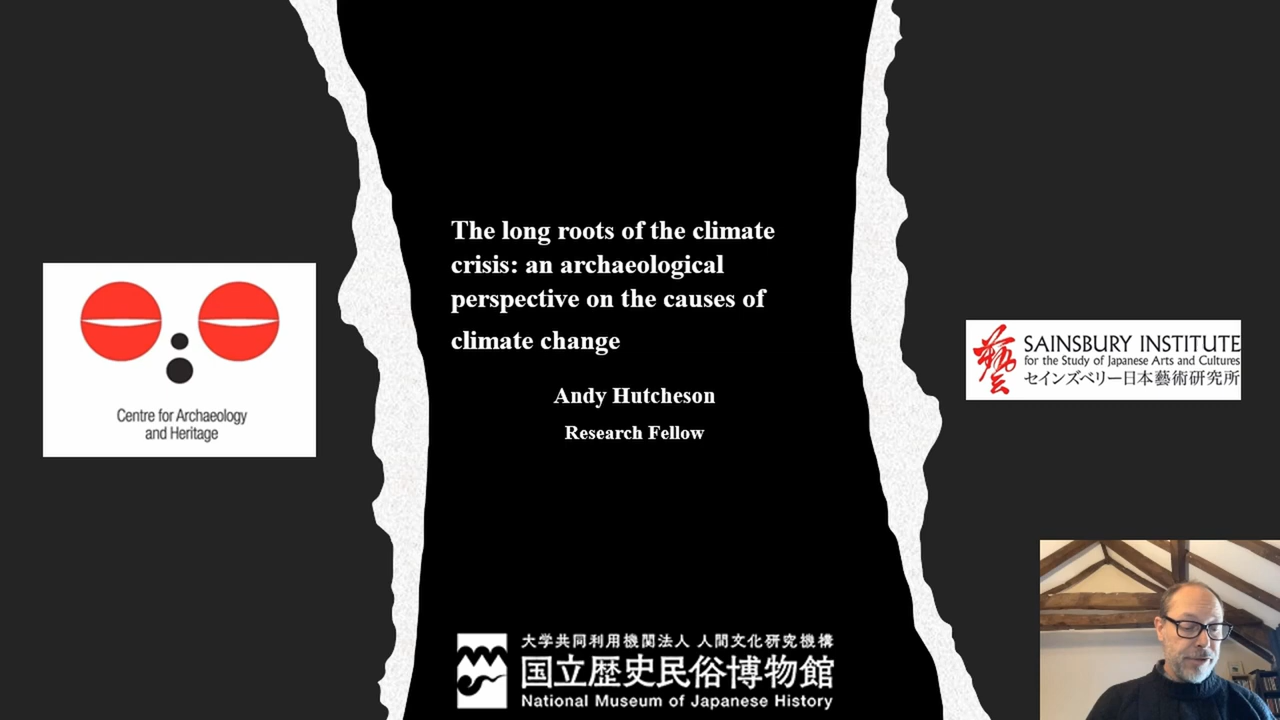 The long roots of the climate
crisis: an archaeological
perspective on the causes of
climate change
Andy Hutcheson
Research Fellow
Centre for Archaeology
and Heritage
SAINSBURY INSTITUTE
for the Study of Japanese Arts and Cultures
セインズベリー日本藝術研究所
藝
大学共同利用機関法人 人間文化研究機構
国立歴史民俗博物館
National Museum of Japanese History